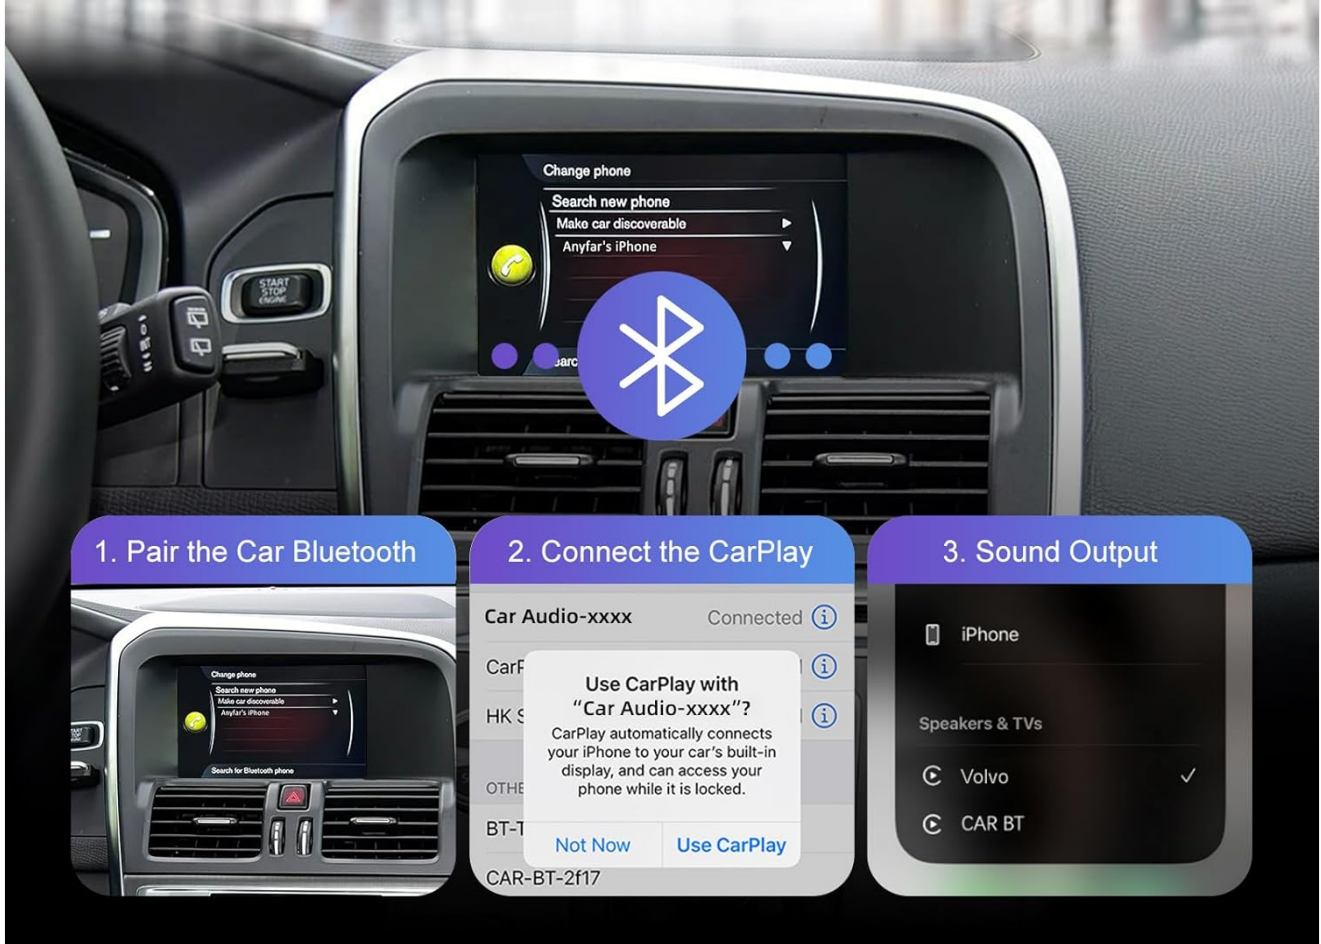 Change phone
Search new phone
Make car discoverable
Anyfar's iPhone
START
STOP
ENGINE
1. Pair the Car Bluetooth
Change phone
Search new phone
Make car discoverable
Anyfar's iPhone
Search for Bluetooth phone
2. Connect the CarPlay
Car Audio-xxxx Connected
Use CarPlay with
“Car Audio-xxxx”?
CarPlay automatically connects
your iPhone to your car's built-in
display, and can access your
phone while it is locked.
Not Now Use CarPlay
CAR-BT-2f17
3. Sound Output
iPhone
Speakers & TVs
Volvo
CAR BT